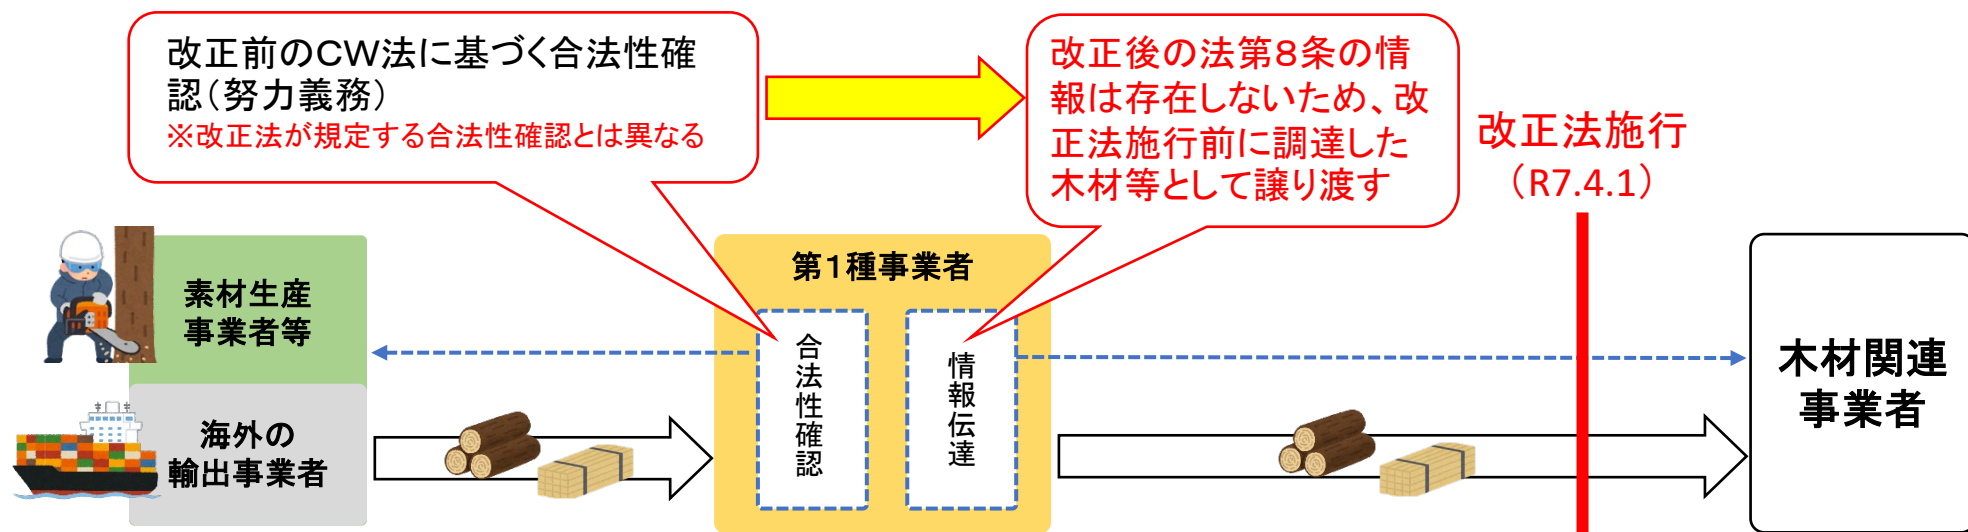 改正前のCW法に基づく合法性確
認（努力義務）
※改正法が規定する合法性確認とは異なる
改正後の法第８条の情
報は存在しないため、改
正法施行前に調達した
木材等として譲り渡す
改正法施行
（R7.4.1）
素材生産
事業者等
海外の
輸出事業者
第１種事業者
合法性確認
情報伝達
木材関連
事業者